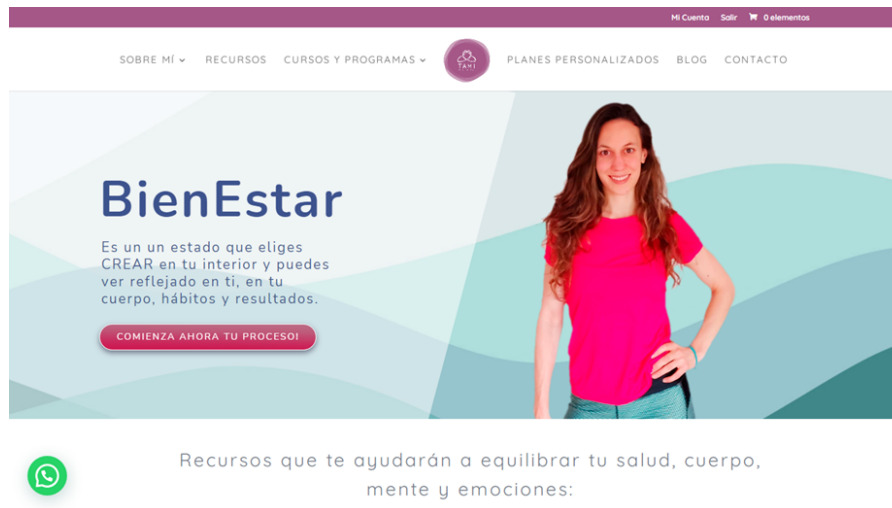 Mi Cuenta Salir 0 elementos
SOBRE MÍ RECURSOS CURSOS Y PROGRAMAS TAHI PLANES PERSONALIZADOS BLOG CONTACTO
BienEstar
Es un un estado que eliges
CREAR en tu interior y puedes
ver reflejado en ti, en tu
cuerpo, hábitos y resultados.
COMIENZA AHORA TU PROCESO!
Recursos que te ayudarán a equilibrar tu salud, cuerpo,
mente y emociones: